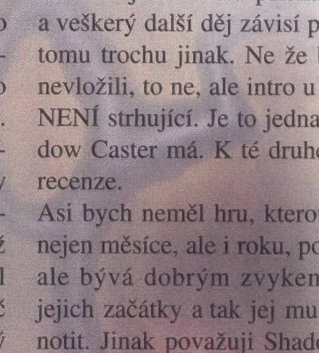 a veškerý další děj závisí
tomu trochu jinak. Ne že
nevložili, to ne, ale intro u
NENÍ strhující. Je to jedna
dow Caster má. K té druhé
recenze.
Asi bych neměl hru, kterou
nejen měsíce, ale i roku,
ale bývá dobrým zvykem
jejich začátky a tak jej mu
notit. Jinak považuji